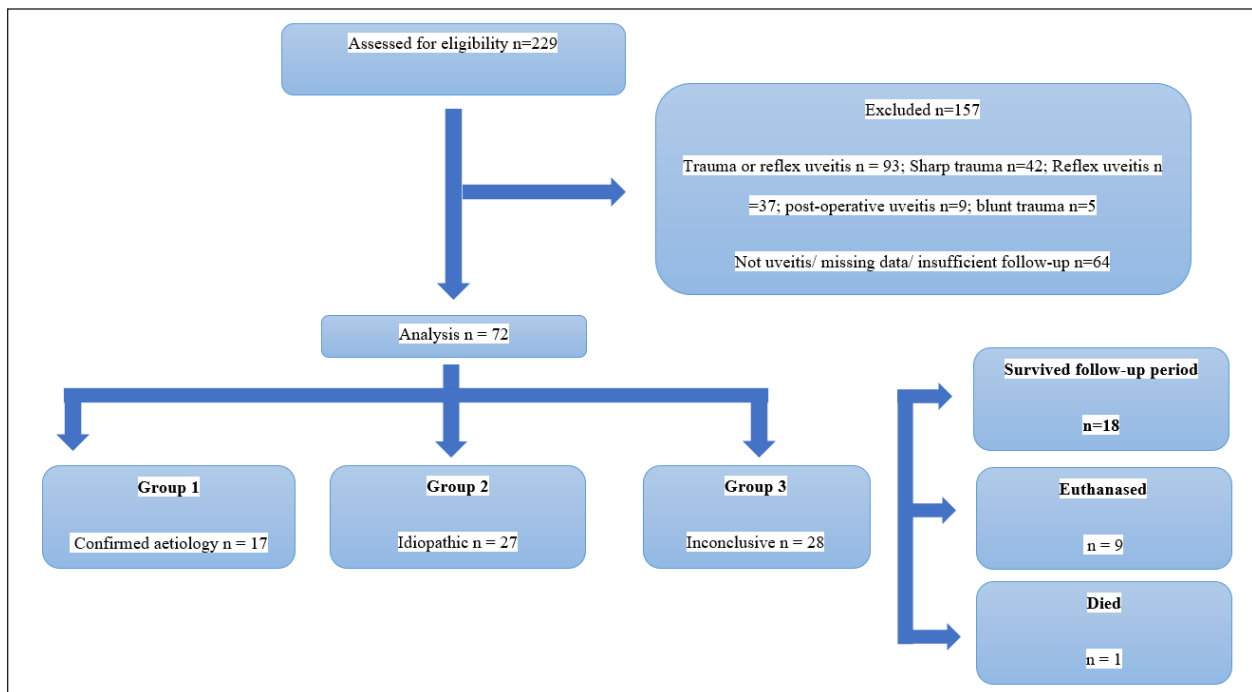 Assessed for eligibility n=229
Excluded n=157
Trauma or reflex uveitis n = 93; Sharp trauma n=42; Reflex uveitis n
=37; post-operative uveitis n=9; blunt trauma n=5
Not uveitis/ missing data/ insufficient follow-up n=64
Analysis n = 72
Group 1
Confirmed aetiology n = 17
Group 2
Idiopathic n = 27
Group 3
Inconclusive n = 28
Survived follow-up period
n=18
Euthanased
n = 9
Died
n = 1